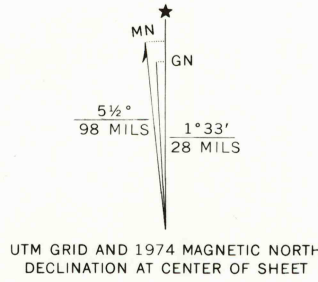 MN
GN
5½°
98 MILS
1°33′
28 MILS
UTM GRID AND 1974 MAGNETIC NORTH
DECLINATION AT CENTER OF SHEET